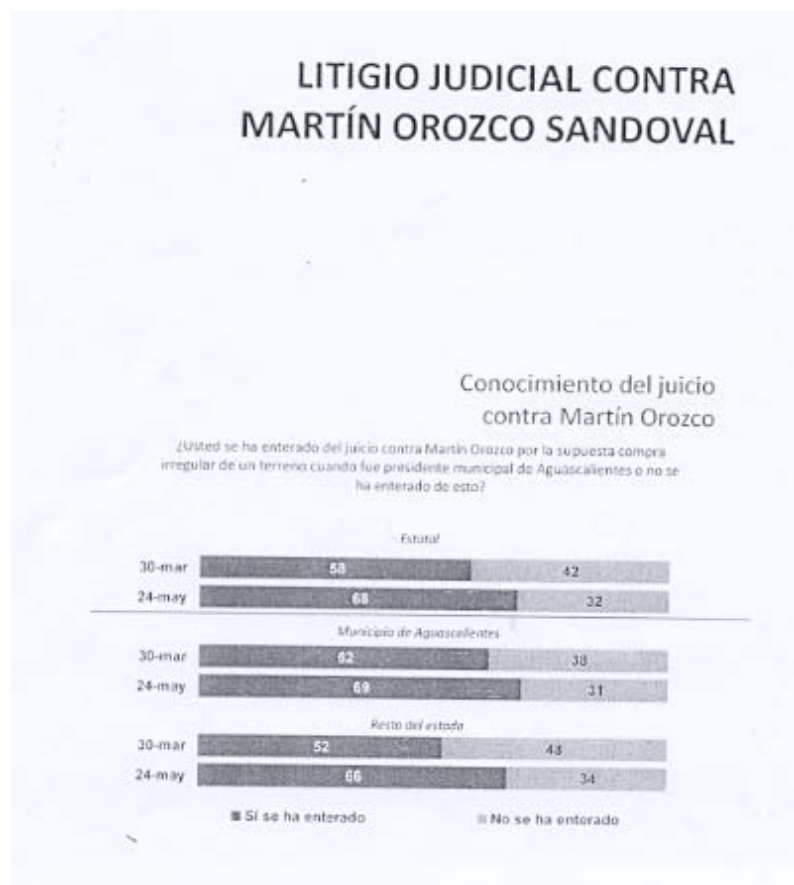 LITIGIO JUDICIAL CONTRA
MARTÍN OROZCO SANDOVAL
Conocimiento del juicio
contra Martín Orozco
¿Usted se ha enterado del juicio contra Martín Orozco por la supuesta compra
irregular de un terreno cuando fue presidente municipal de Aguascalientes o no se
ha enterado de esto?
Estatal
30-mar 58 42
24-may 68 32
Municipio de Aguascalientes
30-mar 62 38
24-may 69 31
Resto del estado
30-mar 52 48
24-may 66 34
Sí se ha enterado No se ha enterado